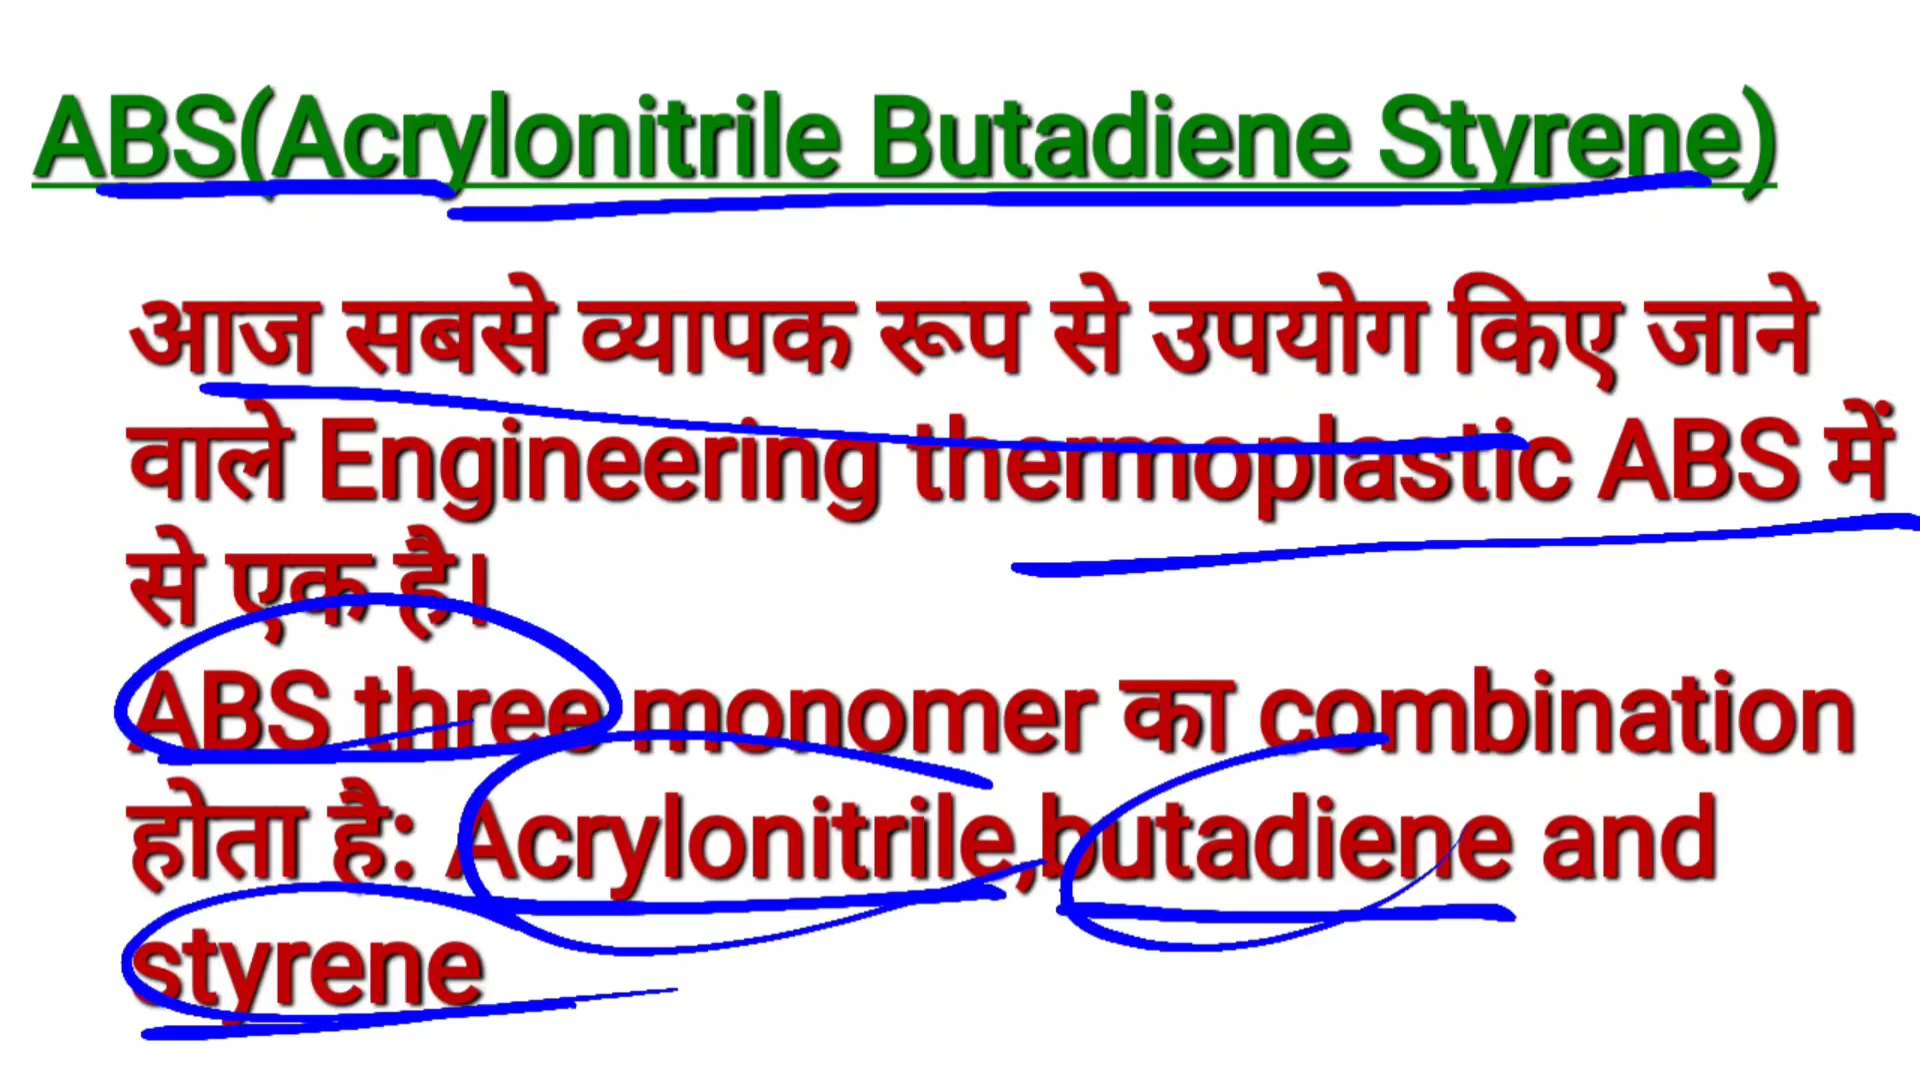 ABS(Acrylonitrile Butadiene Styrene)
आज सबसे व्यापक रूप से उपयोग किए जाने
वाले Engineering thermoplastic ABS में
से एक है।
ABS three monomer का combination
होता है: Acrylonitrile,butadiene and
styrene